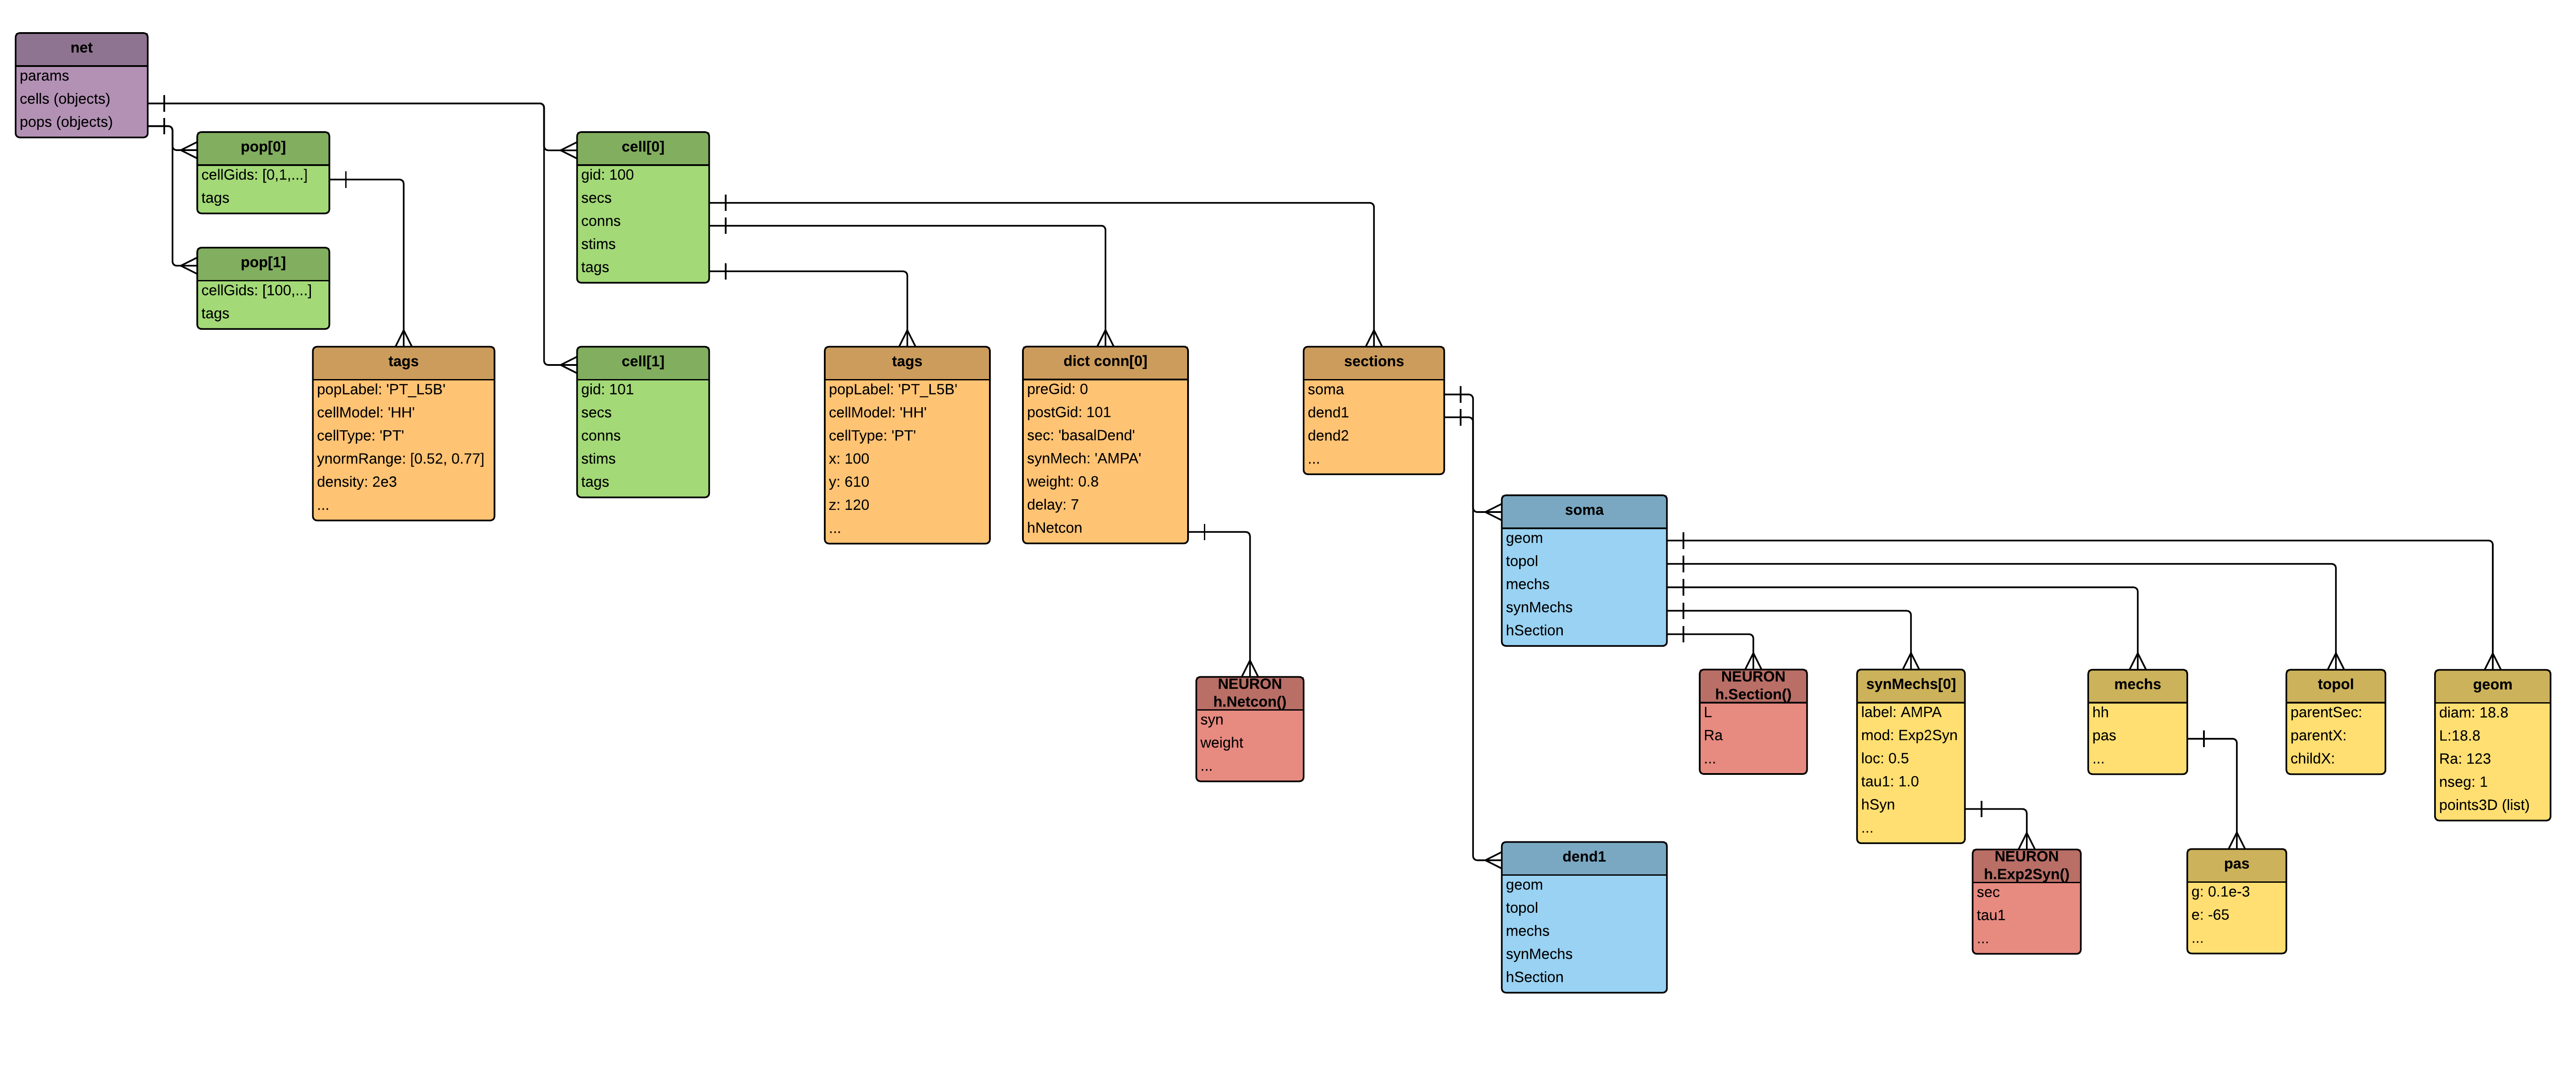 net
params
cells (objects)
pops (objects)
pop[0]
cellGids: [0,1,...]
tags
pop[1]
cellGids: [100,...]
tags
tags
popLabel: 'PT_L5B'
cellModel: 'HH'
cellType: 'PT'
ynormRange: [0.52, 0.77]
density: 2e3
...
cell[0]
gid: 100
secs
conns
stims
tags
cell[1]
gid: 101
secs
conns
stims
tags
tags
popLabel: 'PT_L5B'
cellModel: 'HH'
cellType: 'PT'
x: 100
y: 610
z: 120
...
dict conn[0]
preGid: 0
postGid: 101
sec: 'basalDend'
synMech: 'AMPA'
weight: 0.8
delay: 7
hNetcon
NEURON
h.Netcon()
syn
weight
...
sections
soma
dend1
dend2
...
soma
geom
topol
mechs
synMechs
hSection
dend1
geom
topol
mechs
synMechs
hSection
NEURON
h.Section()
L
Ra
...
synMechs[0]
label: AMPA
mod: Exp2Syn
loc: 0.5
tau1: 1.0
hSyn
...
NEURON
h.Exp2Syn()
sec
tau1
...
mechs
hh
pas
...
pas
g: 0.1e-3
e: -65
...
topol
parentSec:
parentX:
childX:
geom
diam: 18.8
L:18.8
Ra: 123
nseg: 1
points3D (list)